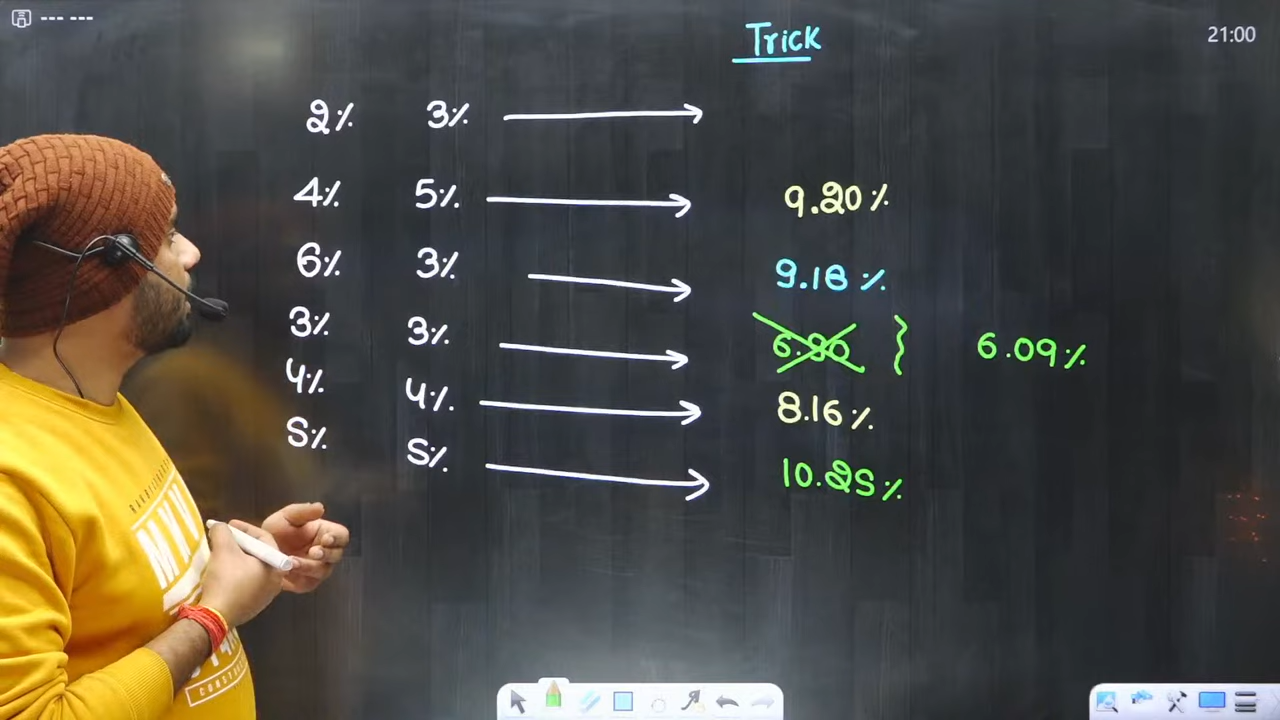 Trick
21:00
2% 3%
4% 5% 9.20%
6% 3% 9.18%
3% 3% 6.90 6.09%
4% 4% 8.16%
5% 5% 10.25%
MKV